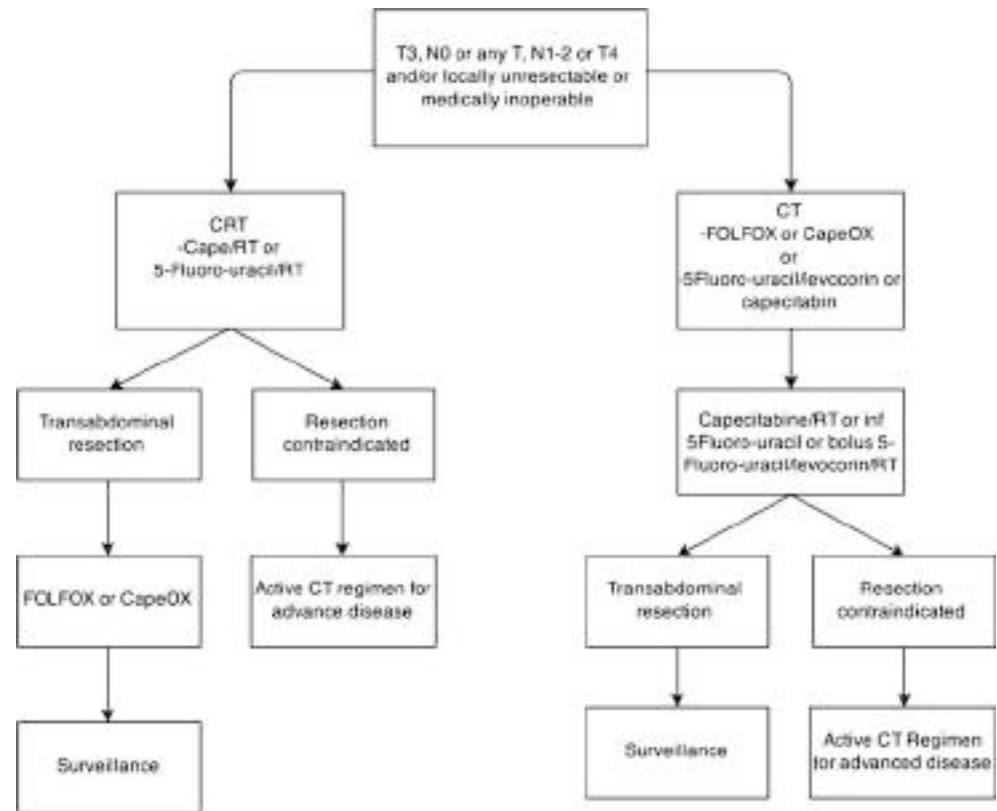 T3, N0 or any T, N1-2 or T4
and/or locally unresectable or
medically inoperable
CRT
-Cape/RT or
5-Fluoro-uracil/RT
CT
-FOLFOX or CapeOX
or
-5Fluoro-uracil/levocorin or
capecitabin
Transabdominal
resection
Resection
contraindicated
Capecitabine/RT or inf
5Fluoro-uracil or bolus 5-
Fluoro-uracil/levocorin/RT
FOLFOX or CapeOX
Active CT regimen for
advance disease
Transabdominal
resection
Resection
contraindicated
Surveillance
Surveillance
Active CT Regimen
for advanced disease